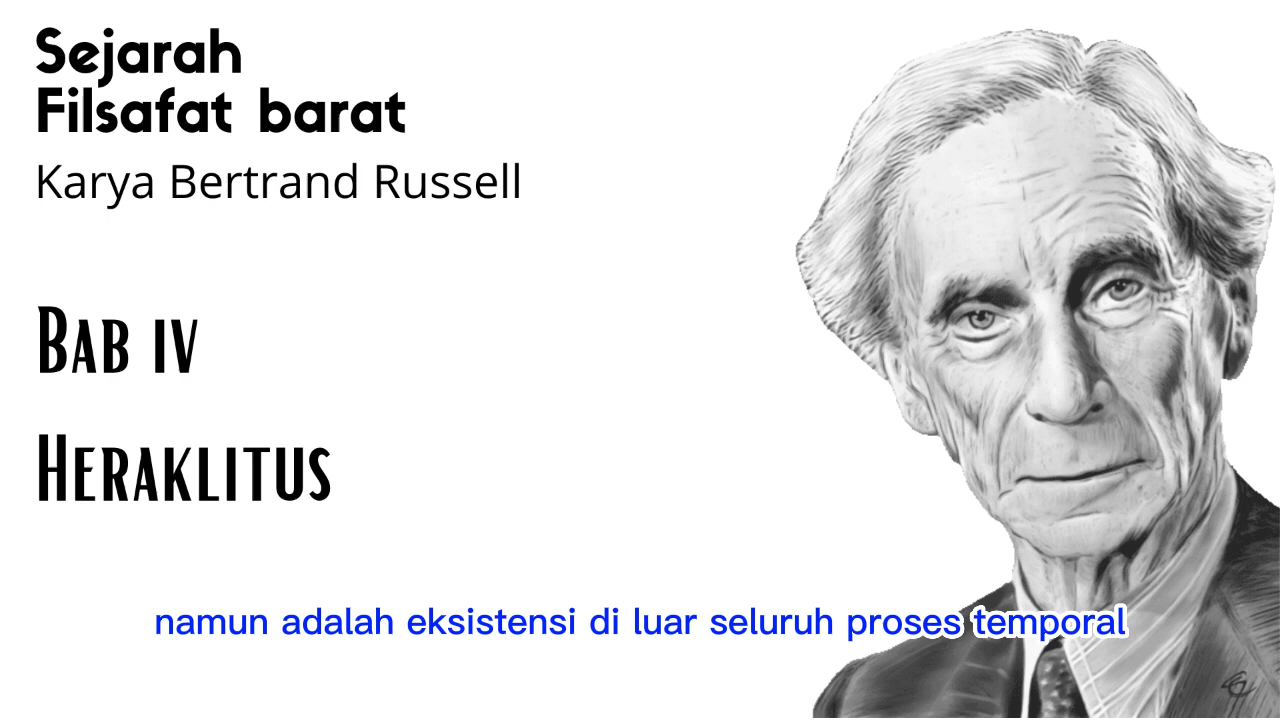 Sejarah
Filsafat barat
Karya Bertrand Russell
Bab iv
Heraklitus
namun adalah eksistensi di luar seluruh proses temporal